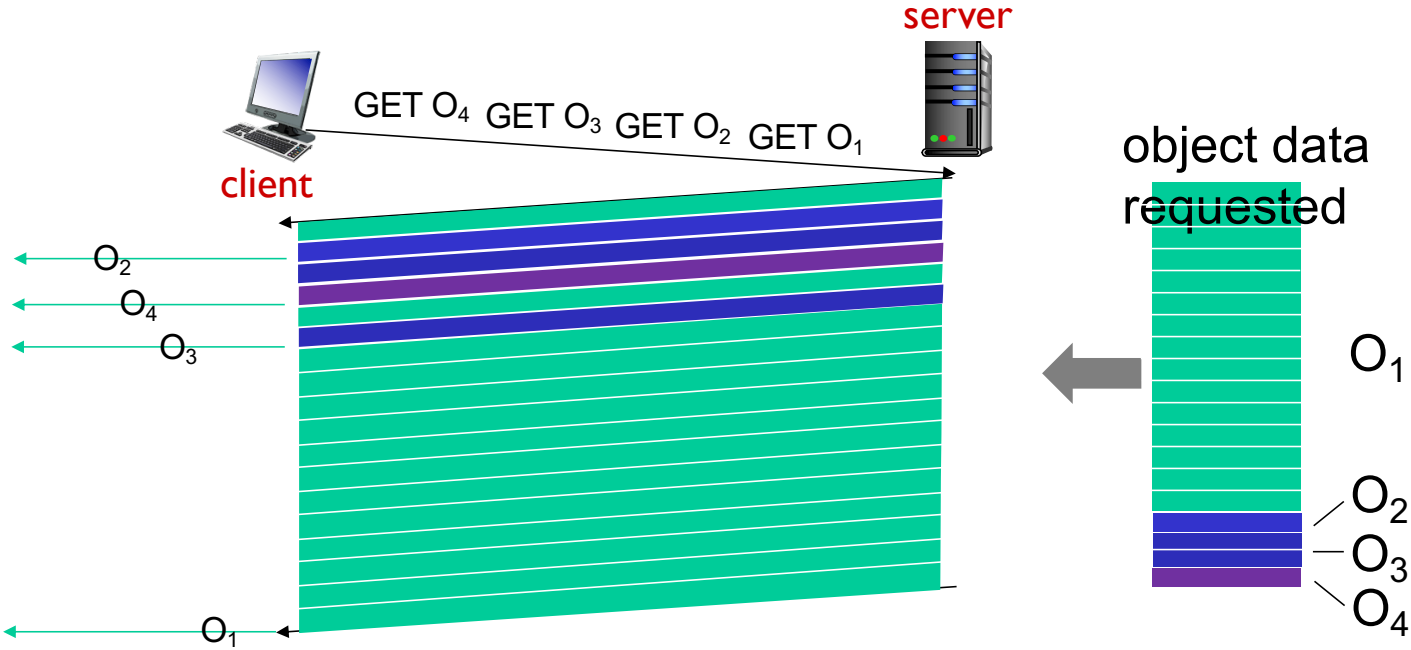 server
GET O₄ GET O₃ GET O₂ GET O₁
client
object data
requested
O₂
O₄
O₃
O₁
O₁
O₂
O₃
O₄